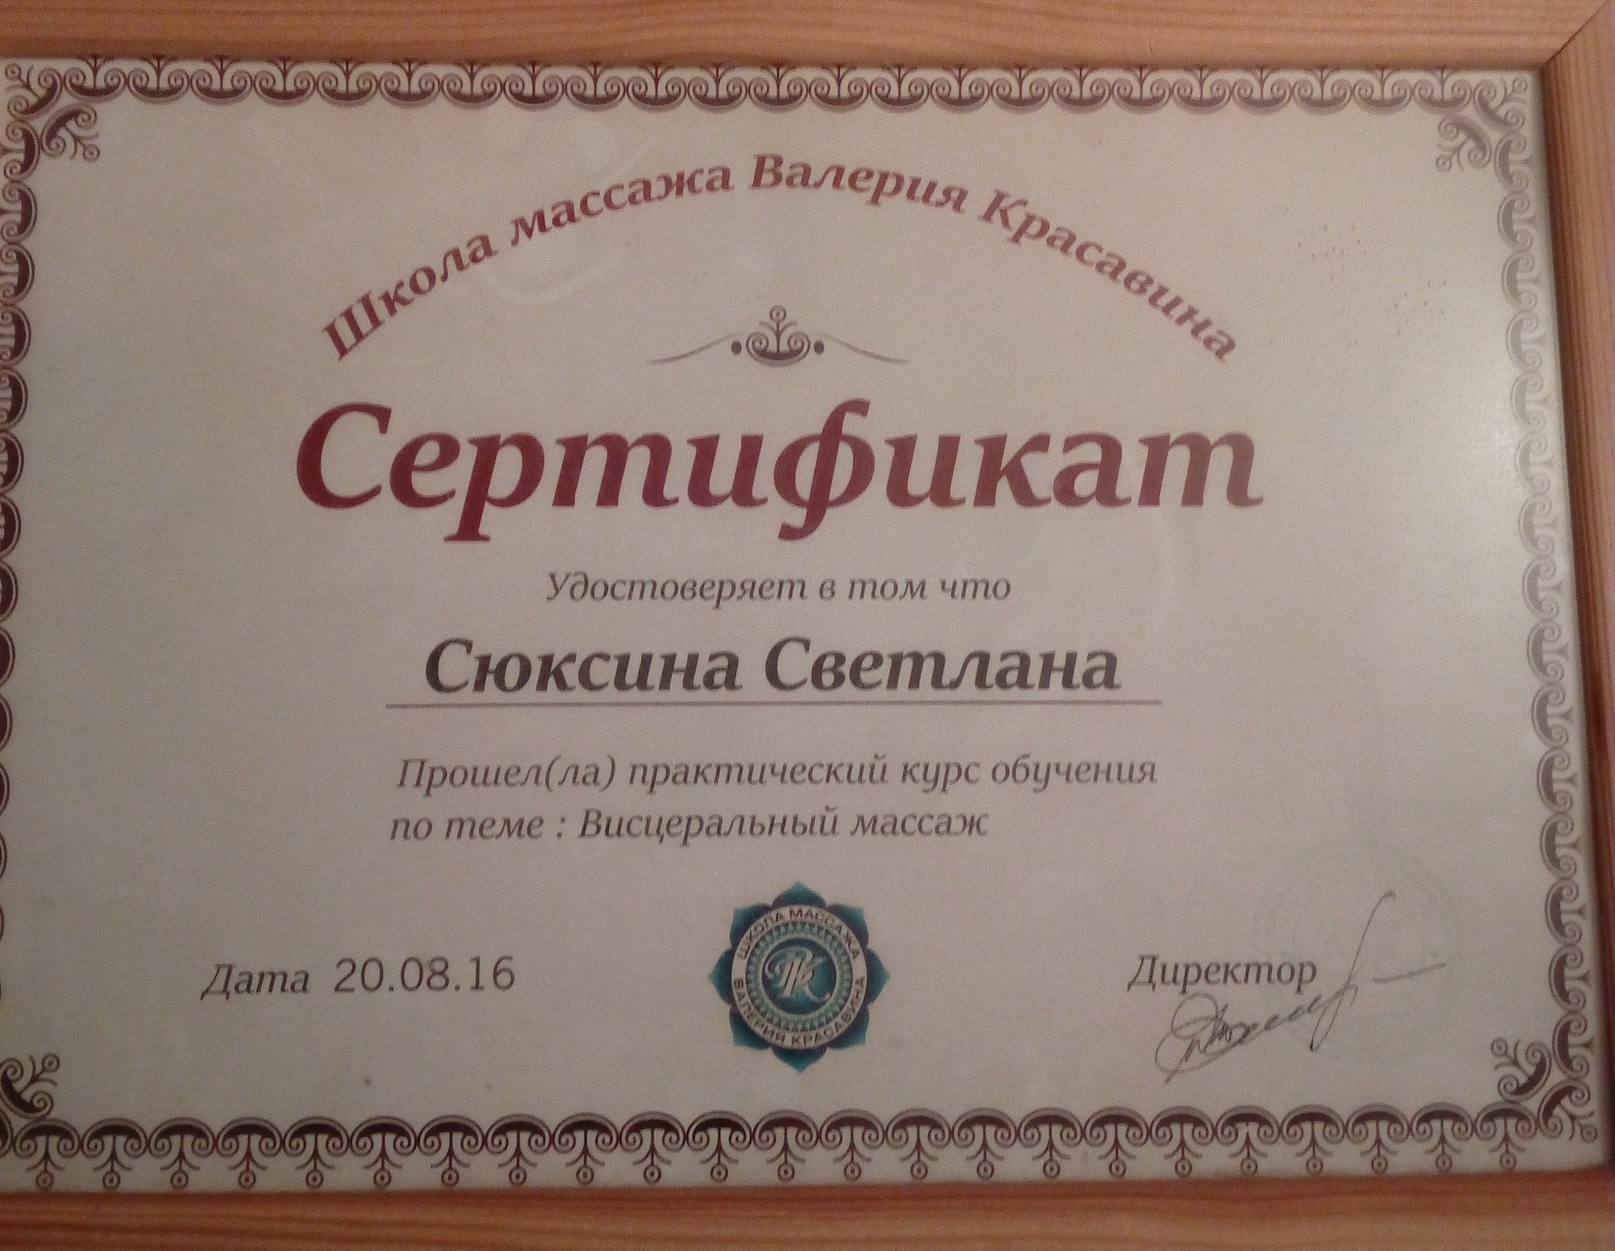 Школа массажа Валерия Красавина
Сертификат
Удостоверяет в том что
Сюксина Светлана
Прошел(ла) практический курс обучения
по теме : Висцеральный массаж
ШКОЛА МАССАЖА
ВАЛЕРИЯ КРАСАВИНА
Дата 20.08.16
Директор